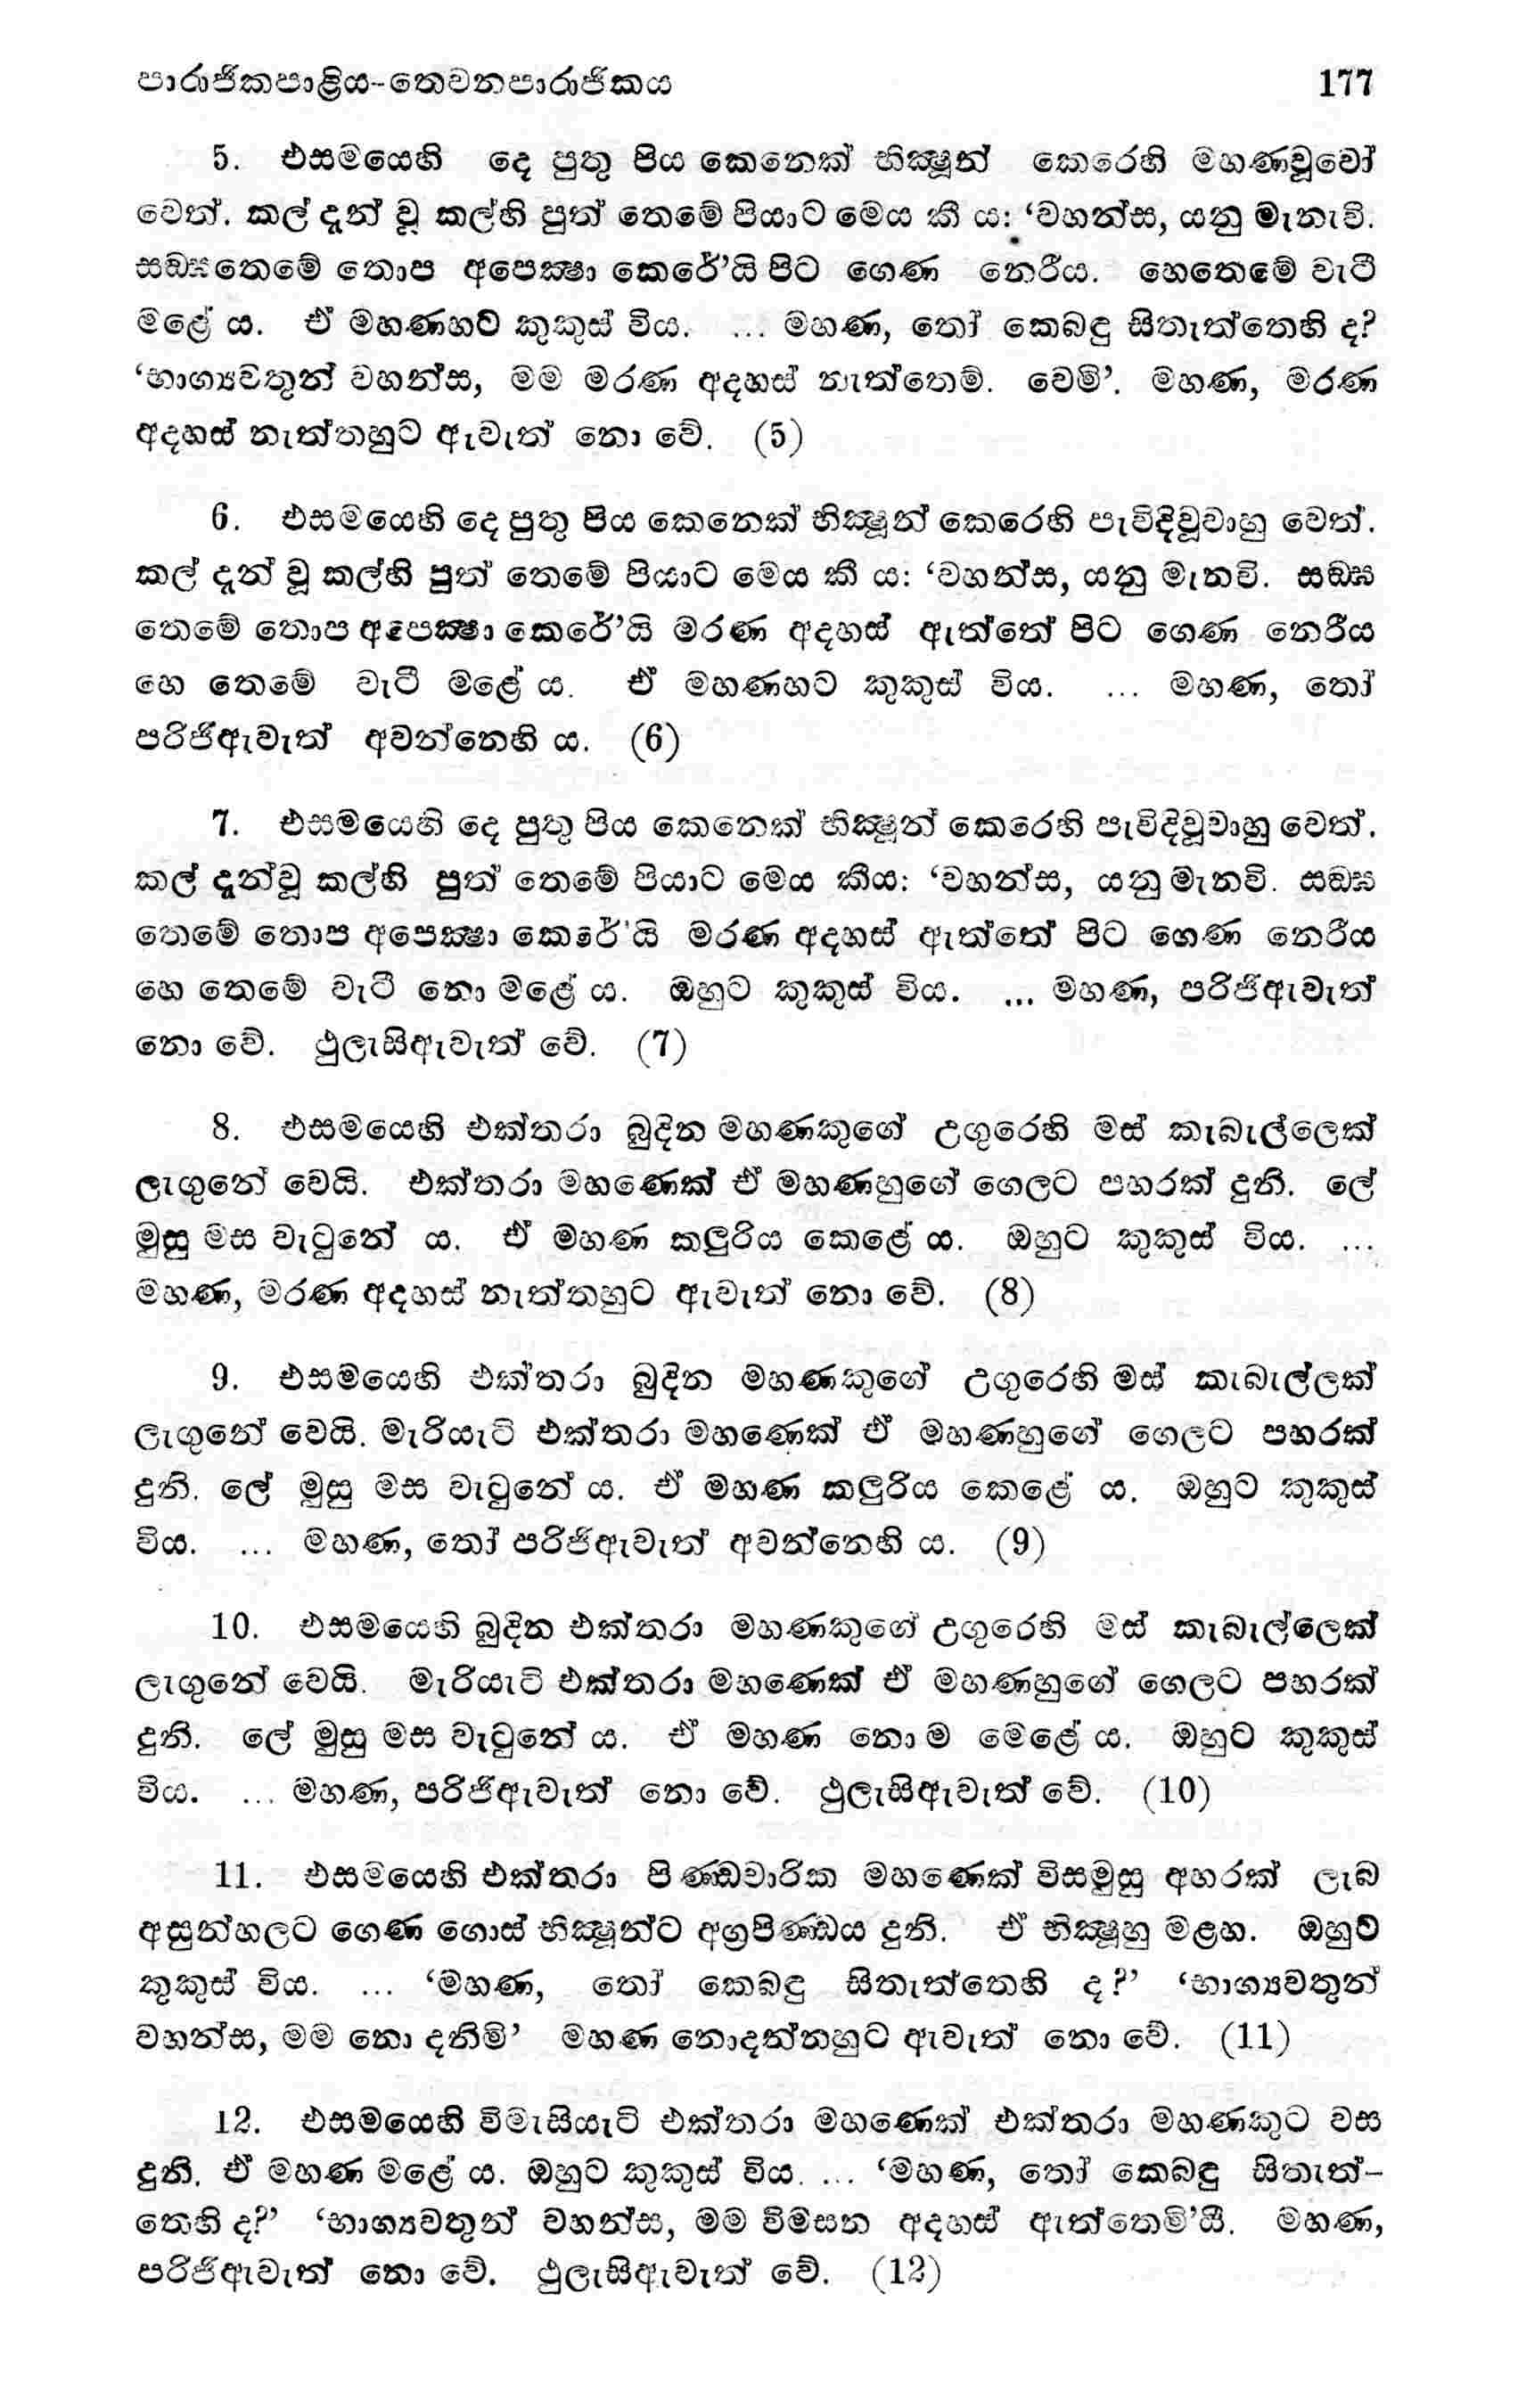 පාරාජිකපාළිය-තෙවනපාරාජිකය 177
5. එසමයෙහි දෙ පුතු පිය කෙනෙක් භික්‍ෂූන් කෙරෙහි මහණවූවෝ
වෙත්. කල් දැන් වූ කල්හි පුත් තෙමේ පියාට මෙය කී ය: ‘වහන්ස, යනු මැනැවි.
සඞ්ඝතෙමේ තොප අපෙක්‍ෂා කෙරේ’යි පිට ගෙණ නෙරීය. හෙතෙමේ වැටී
මළේ ය. ඒ මහණහට කුකුස් විය. ... මහණ, තෝ කෙබඳු සිතැත්තෙහි ද?
‘භාග්‍යවතුන් වහන්ස, මම මරණ අදහස් නැත්තෙම්. වෙමි’. මහණ, මරණ
අදහස් නැත්තහුට ඇවැත් නො වේ. (5)
6. එසමයෙහි දෙ පුතු පිය කෙනෙක් භික්‍ෂූන් කෙරෙහි පැවිදිවූවාහු වෙත්.
කල් දැන් වූ කල්හි පුත් තෙමේ පියාට මෙය කී ය: ‘වහන්ස, යනු මැනවි. සඞ්ඝ
තෙමේ තොප අපෙක්‍ෂා කෙරේ’යි මරණ අදහස් ඇත්තේ පිට ගෙණ නෙරීය
හෙ තෙමේ වැටී මළේ ය. ඒ මහණහට කුකුස් විය. ... මහණ, තෝ
පරිජිඇවැත් අවන්නෙහි ය. (6)
7. එසමයෙහි දෙ පුතු පිය කෙනෙක් භික්‍ෂූන් කෙරෙහි පැවිදිවූවාහු වෙත්.
කල් දැන්වූ කල්හි පුත් තෙමේ පියාට මෙය කීය: ‘වහන්ස, යනු මැනවි. සඞ්ඝ
තෙමේ තොප අපෙක්‍ෂා කෙරේ’යි මරණ අදහස් ඇත්තේ පිට ගෙණ නෙරීය
හෙ තෙමේ වැටී නො මළේ ය. ඔහුට කුකුස් විය. ... මහණ, පරිජිඇවැත්
නො වේ. ථුලැසිඇවැත් වේ. (7)
8. එසමයෙහි එක්තරා බුදින මහණකුගේ උගුරෙහි මස් කැබැල්ලෙක්
ලැගුනේ වෙයි. එක්තරා මහණෙක් ඒ මහණහුගේ ගෙලට පහරක් දුනි. ලේ
මුසු මස වැටුනේ ය. ඒ මහණ කලුරිය කෙළේ ය. ඔහුට කුකුස් විය. ...
මහණ, මරණ අදහස් නැත්තහුට ඇවැත් නො වේ. (8)
9. එසමයෙහි එක්තරා බුදින මහණකුගේ උගුරෙහි මස් කැබැල්ලක්
ලැගුනේ වෙයි. මැරියැටි එක්තරා මහණෙක් ඒ මහණහුගේ ගෙලට පහරක්
දුනි. ලේ මුසු මස වැටුනේ ය. ඒ මහණ කලුරිය කෙළේ ය. ඔහුට කුකුස්
විය. ... මහණ, තෝ පරිජිඇවැත් අවන්නෙහි ය. (9)
10. එසමයෙහි බුදින එක්තරා මහණකුගේ උගුරෙහි මස් කැබැල්ලෙක්
ලැගුනේ වෙයි. මැරියැටි එක්තරා මහණෙක් ඒ මහණහුගේ ගෙලට පහරක්
දුනි. ලේ මුසු මස වැටුනේ ය. ඒ මහණ නො ම මෙළේ ය. ඔහුට කුකුස්
විය. ... මහණ, පරිජිඇවැත් නො වේ. ථුලැසිඇවැත් වේ. (10)
11. එසමයෙහි එක්තරා පිණ්ඩචාරික මහණෙක් විසමුසු අහරක් ලැබ
අසුන්හලට ගෙණ ගොස් භික්‍ෂූන්ට අග්‍රපිණ්ඩය දුනි. ඒ භික්‍ෂූහු මළහ. ඔහුට
කුකුස් විය. ... ‘මහණ, තෝ කෙබඳු සිතැත්තෙහි ද?’ ‘භාග්‍යවතුන්
වහන්ස, මම නො දනිමි’ මහණ නොදන්නහුට ඇවැත් නො වේ. (11)
12. එසමයෙහි විමැසියැටි එක්තරා මහණෙක් එක්තරා මහණකුට වස
දුනි. ඒ මහණ මළේ ය. ඔහුට කුකුස් විය. ... ‘මහණ, තෝ කෙබඳු සිතැත්-
තෙහි ද?’ ‘භාග්‍යවතුන් වහන්ස, මම විමසන අදහස් ඇත්තෙමි’යී. මහණ,
පරිජිඇවැත් නො වේ. ථුලැසිඇවැත් වේ. (12)